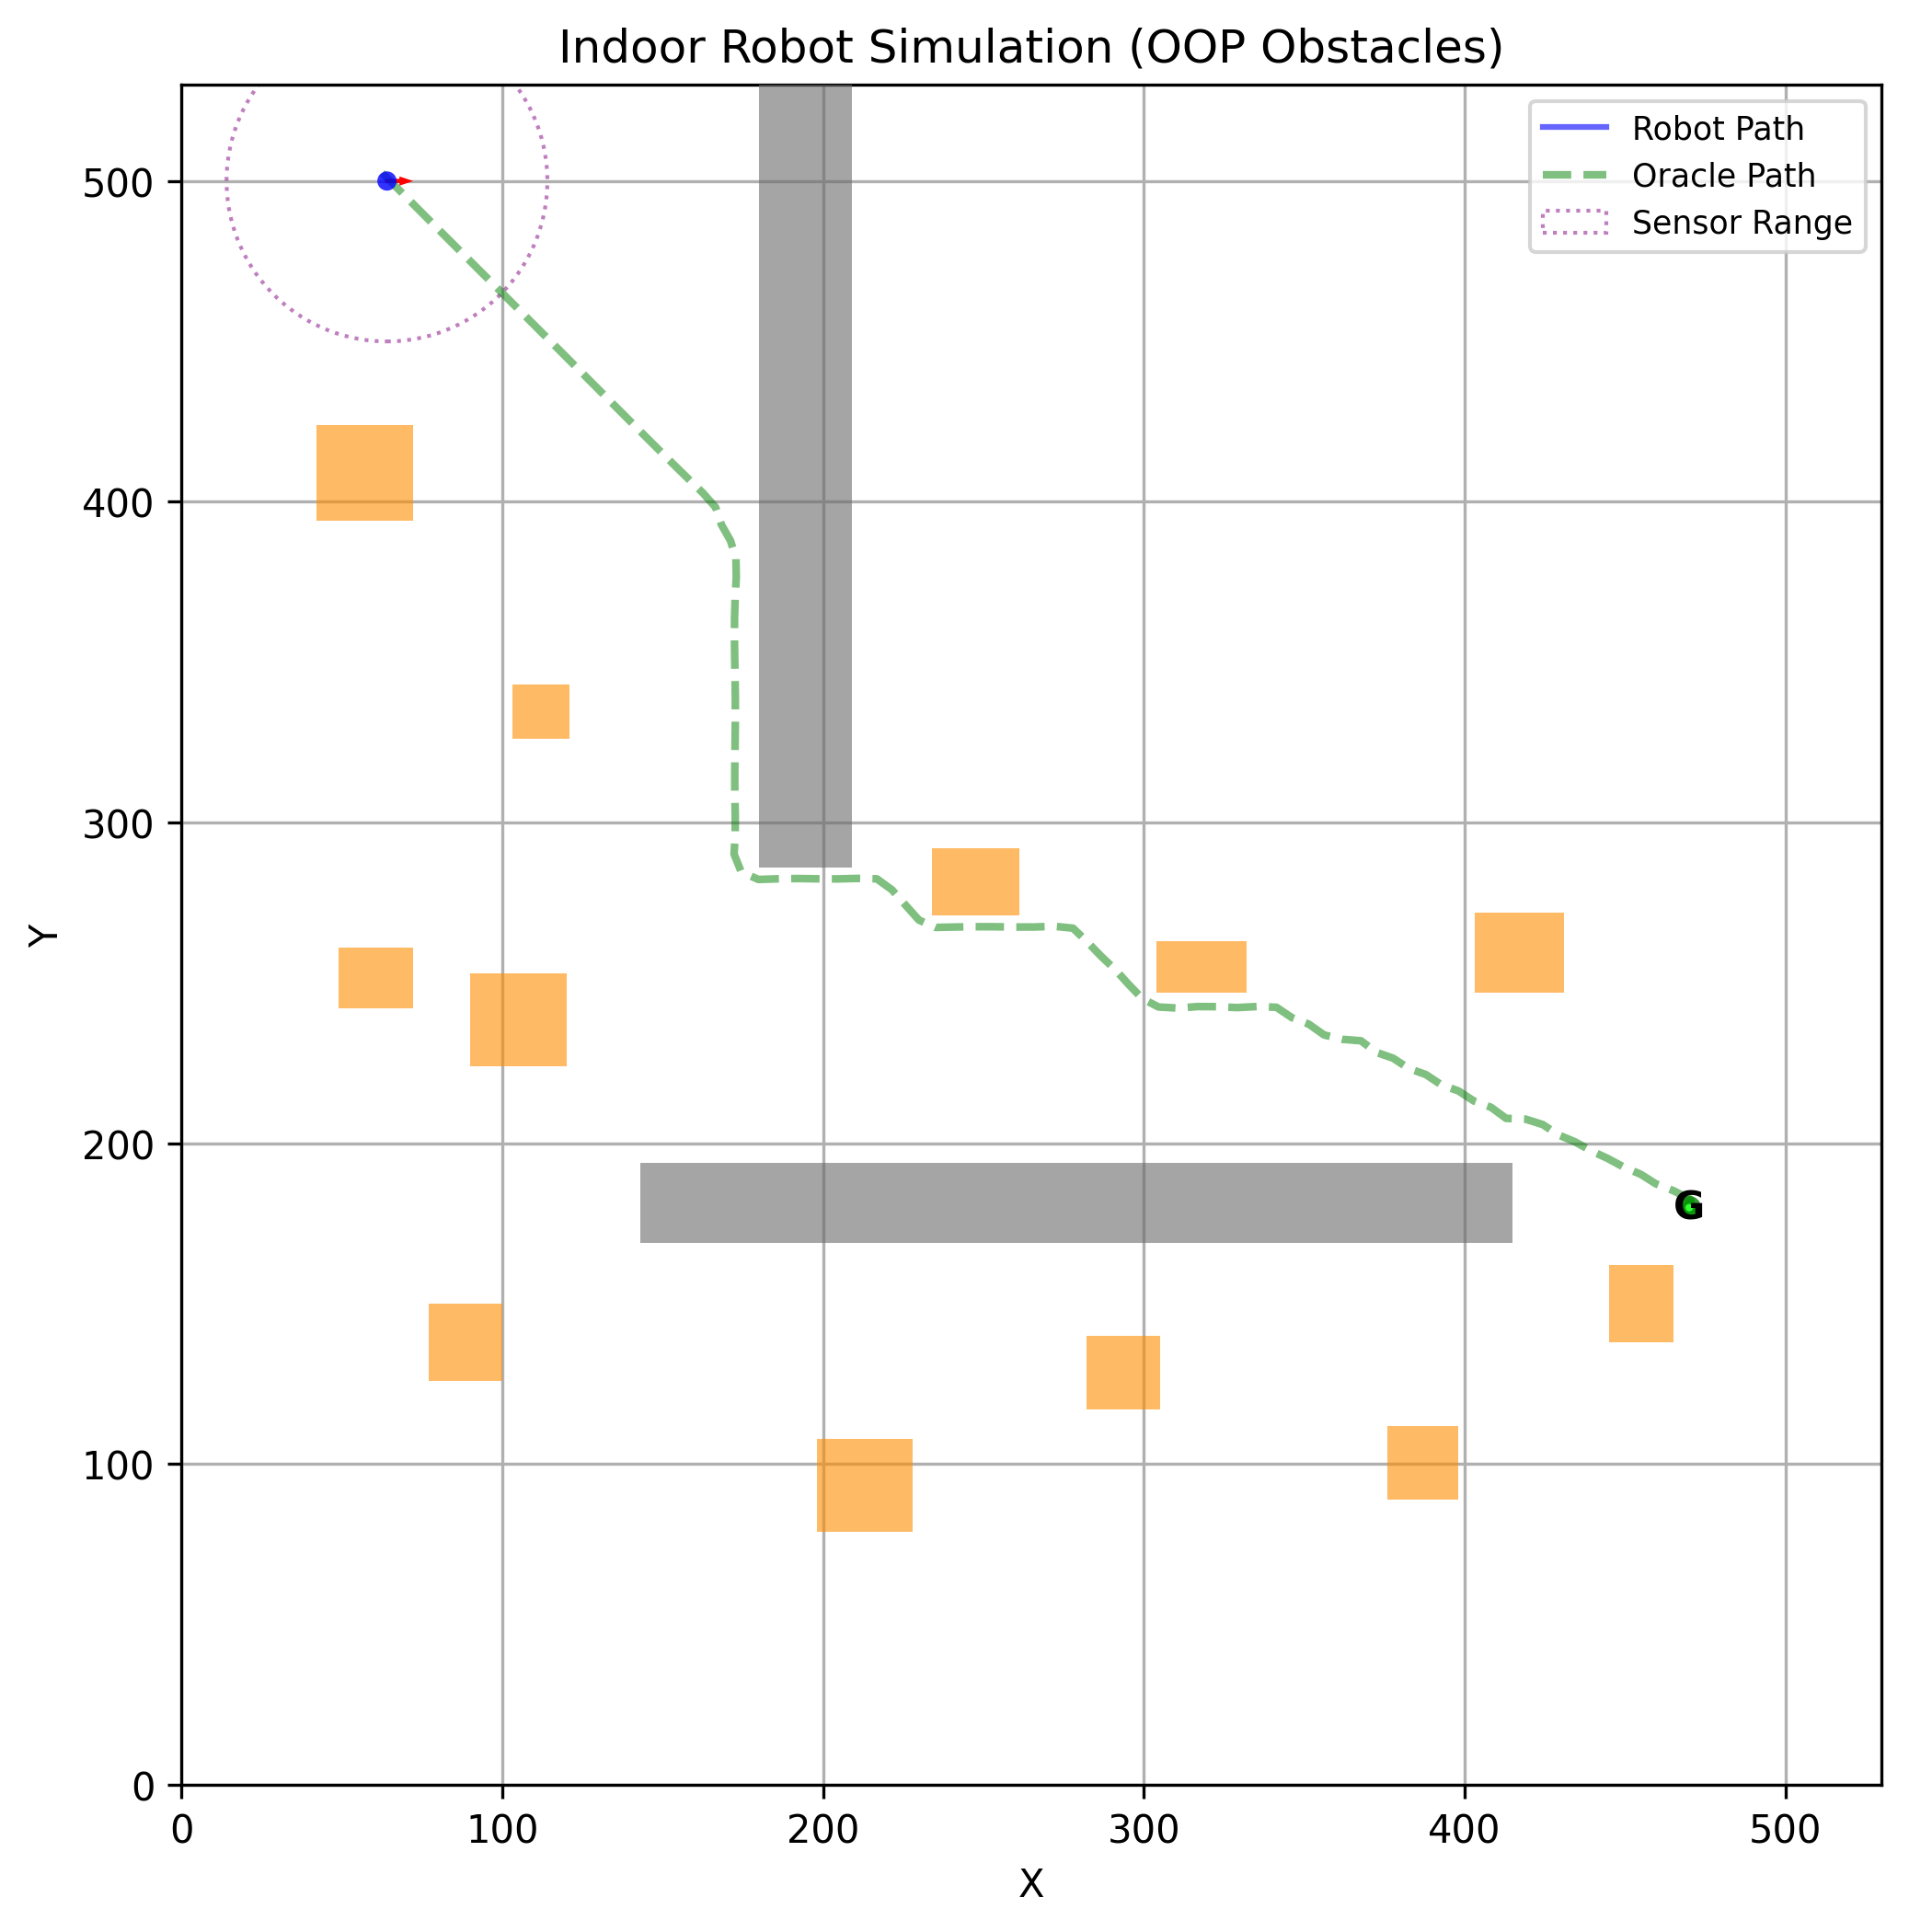 Indoor Robot Simulation (OOP Obstacles)
Robot Path
Oracle Path
Sensor Range
500
400
300
200
100
0
Y
G
0 100 200 300 400 500
X